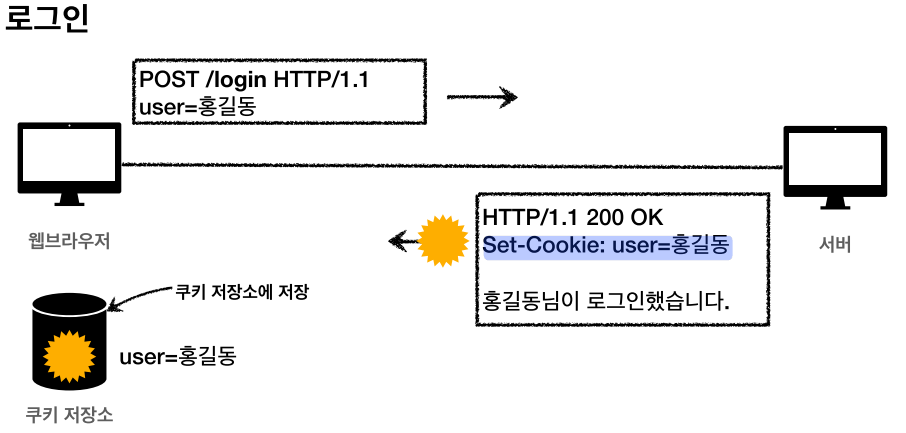 로그인
POST /login HTTP/1.1
user=홍길동
웹브라우저
서버
HTTP/1.1 200 OK
Set-Cookie: user=홍길동
홍길동님이 로그인했습니다.
쿠키 저장소에 저장
user=홍길동
쿠키 저장소